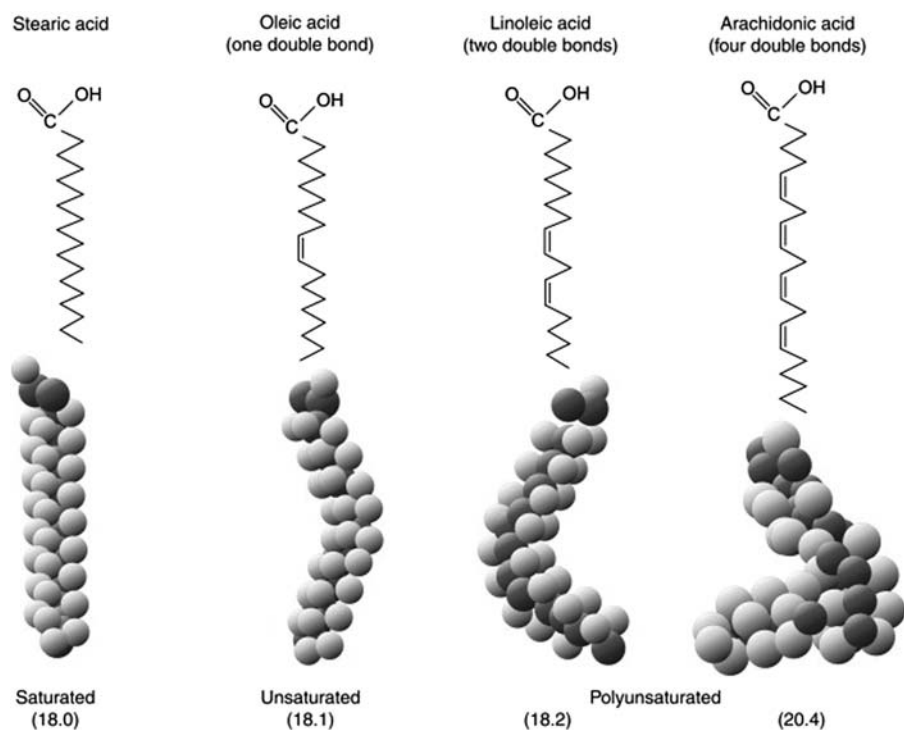 Stearic acid
Oleic acid
(one double bond)
Linoleic acid
(two double bonds)
Arachidonic acid
(four double bonds)
O
OH
C
O
OH
C
O
OH
C
O
OH
C
Saturated
(18.0)
Unsaturated
(18.1)
Polyunsaturated
(18.2)
(20.4)